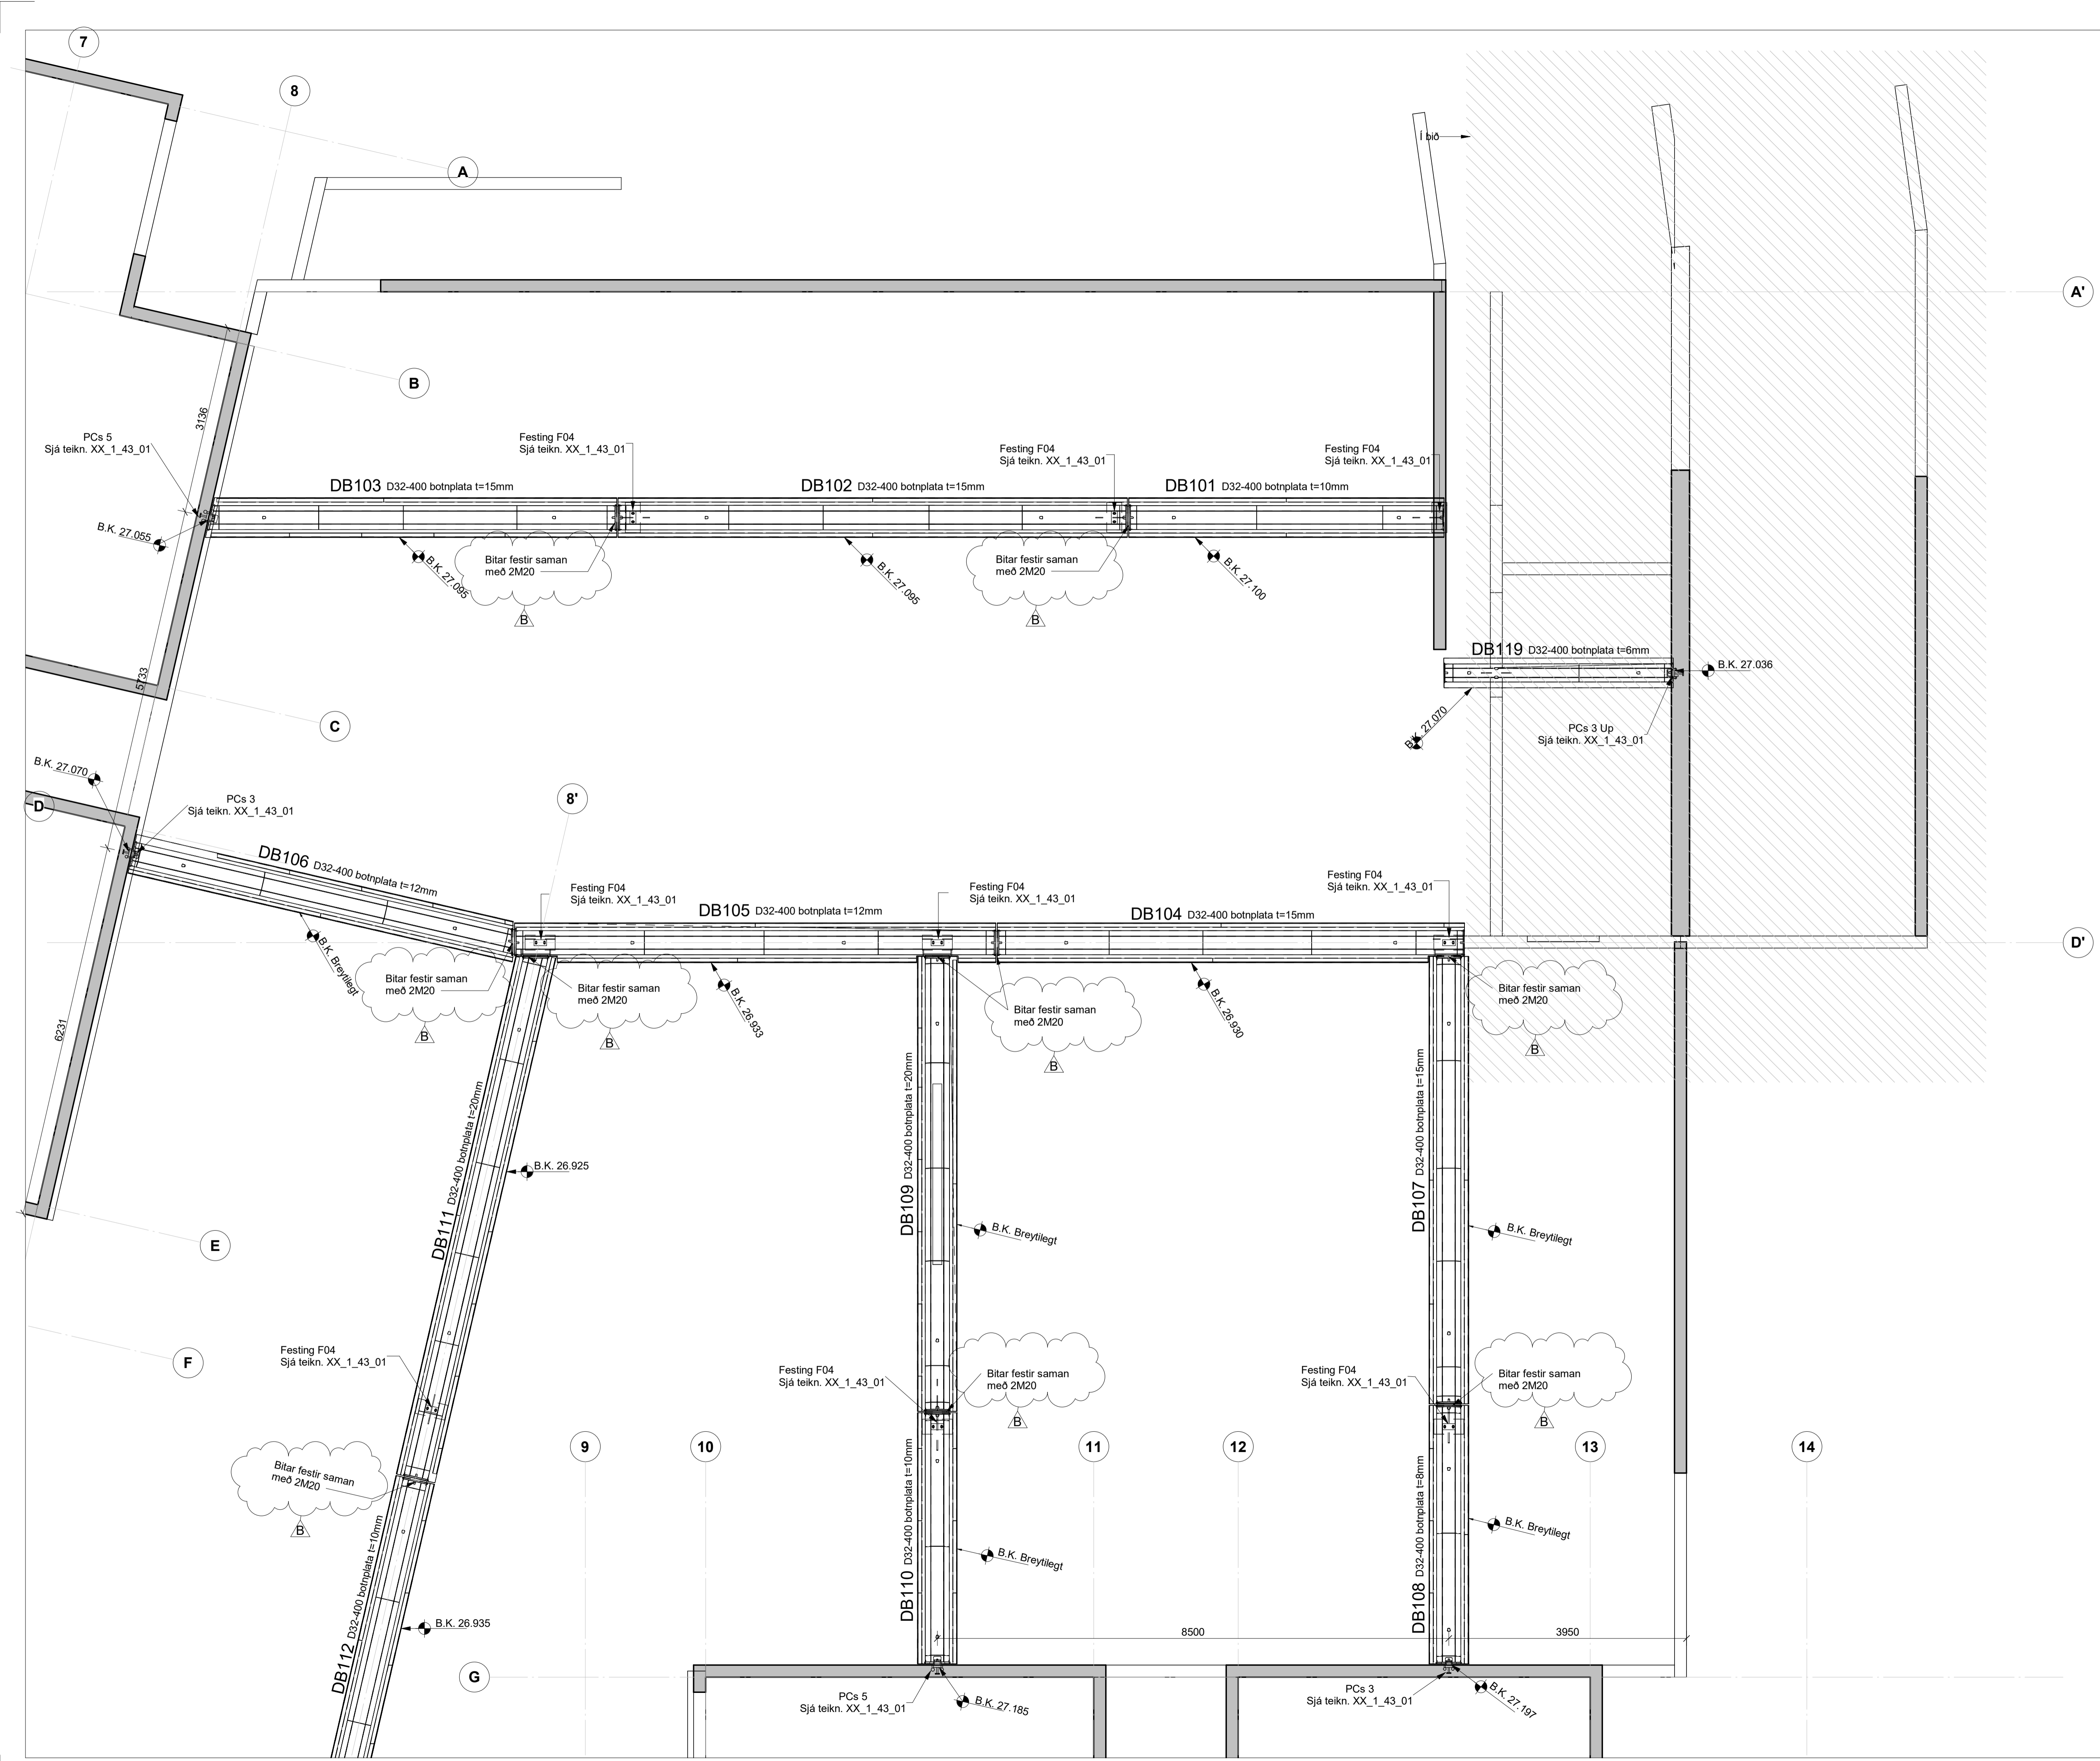 7
8
A
Í bið
A'
B
3136
PCs 5
Sjá teikn. XX_1_43_01
B.K. 27.055
Festing F04
Sjá teikn. XX_1_43_01
Festing F04
Sjá teikn. XX_1_43_01
Festing F04
Sjá teikn. XX_1_43_01
DB103 D32-400 botnplata t=15mm
DB102 D32-400 botnplata t=15mm
DB101 D32-400 botnplata t=10mm
B.K. 27.095
Bitar festir saman
með 2M20
B
B.K. 27.095
Bitar festir saman
með 2M20
B
B.K. 27.100
DB119 D32-400 botnplata t=6mm
B.K. 27.036
B.K. 27.070
PCs 3 Up
Sjá teikn. XX_1_43_01
5733
C
B.K. 27.070
D
PCs 3
Sjá teikn. XX_1_43_01
8'
DB106 D32-400 botnplata t=12mm
Festing F04
Sjá teikn. XX_1_43_01
DB105 D32-400 botnplata t=12mm
Festing F04
Sjá teikn. XX_1_43_01
DB104 D32-400 botnplata t=15mm
Festing F04
Sjá teikn. XX_1_43_01
D'
B.K. Breytilegt
Bitar festir saman
með 2M20
B
Bitar festir saman
með 2M20
B
B.K. 26.933
Bitar festir saman
með 2M20
B
B.K. 26.930
Bitar festir saman
með 2M20
B
6231
DB111 D32-400 botnplata t=20mm
B.K. 26.925
DB109 D32-400 botnplata t=20mm
B.K. Breytilegt
DB107 D32-400 botnplata t=15mm
B.K. Breytilegt
E
F
Festing F04
Sjá teikn. XX_1_43_01
Festing F04
Sjá teikn. XX_1_43_01
Bitar festir saman
með 2M20
B
Festing F04
Sjá teikn. XX_1_43_01
Bitar festir saman
með 2M20
B
9
10
11
12
13
14
Bitar festir saman
með 2M20
B
DB112 D32-400 botnplata t=10mm
B.K. 26.935
DB110 D32-400 botnplata t=10mm
B.K. Breytilegt
DB108 D32-400 botnplata t=8mm
B.K. Breytilegt
8500
3950
G
PCs 5
Sjá teikn. XX_1_43_01
B.K. 27.185
PCs 3
Sjá teikn. XX_1_43_01
B.K. 27.197